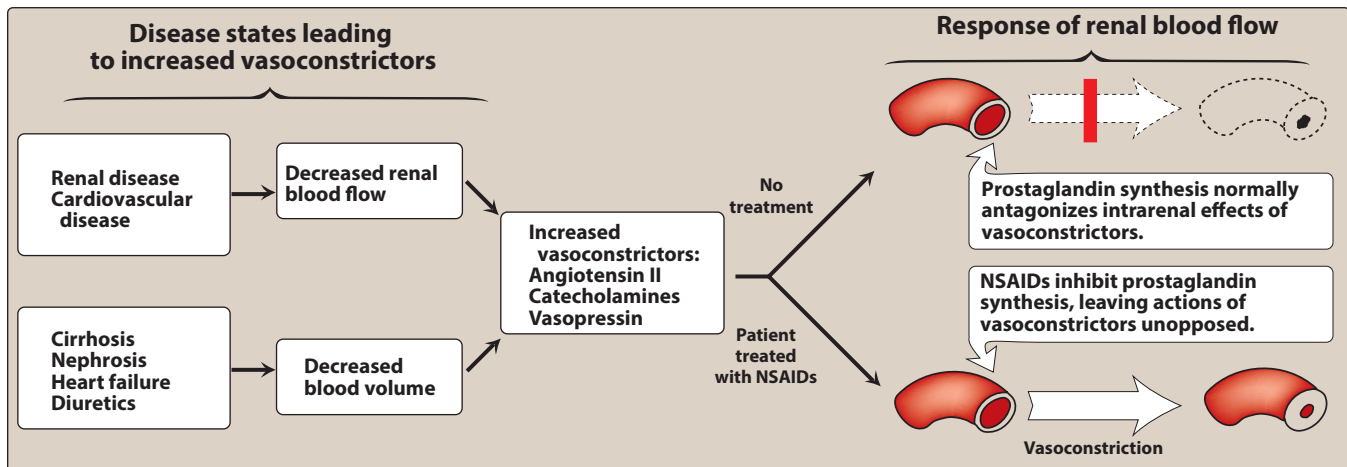 Disease states leading
to increased vasoconstrictors
Response of renal blood flow
Renal disease
Cardiovascular
disease
Decreased renal
blood flow
Cirrhosis
Nephrosis
Heart failure
Diuretics
Decreased
blood volume
Increased
vasoconstrictors:
Angiotensin II
Catecholamines
Vasopressin
No
treatment
Patient
treated
with NSAIDs
Prostaglandin synthesis normally
antagonizes intrarenal effects of
vasoconstrictors.
NSAIDs inhibit prostaglandin
synthesis, leaving actions of
vasoconstrictors unopposed.
Vasoconstriction